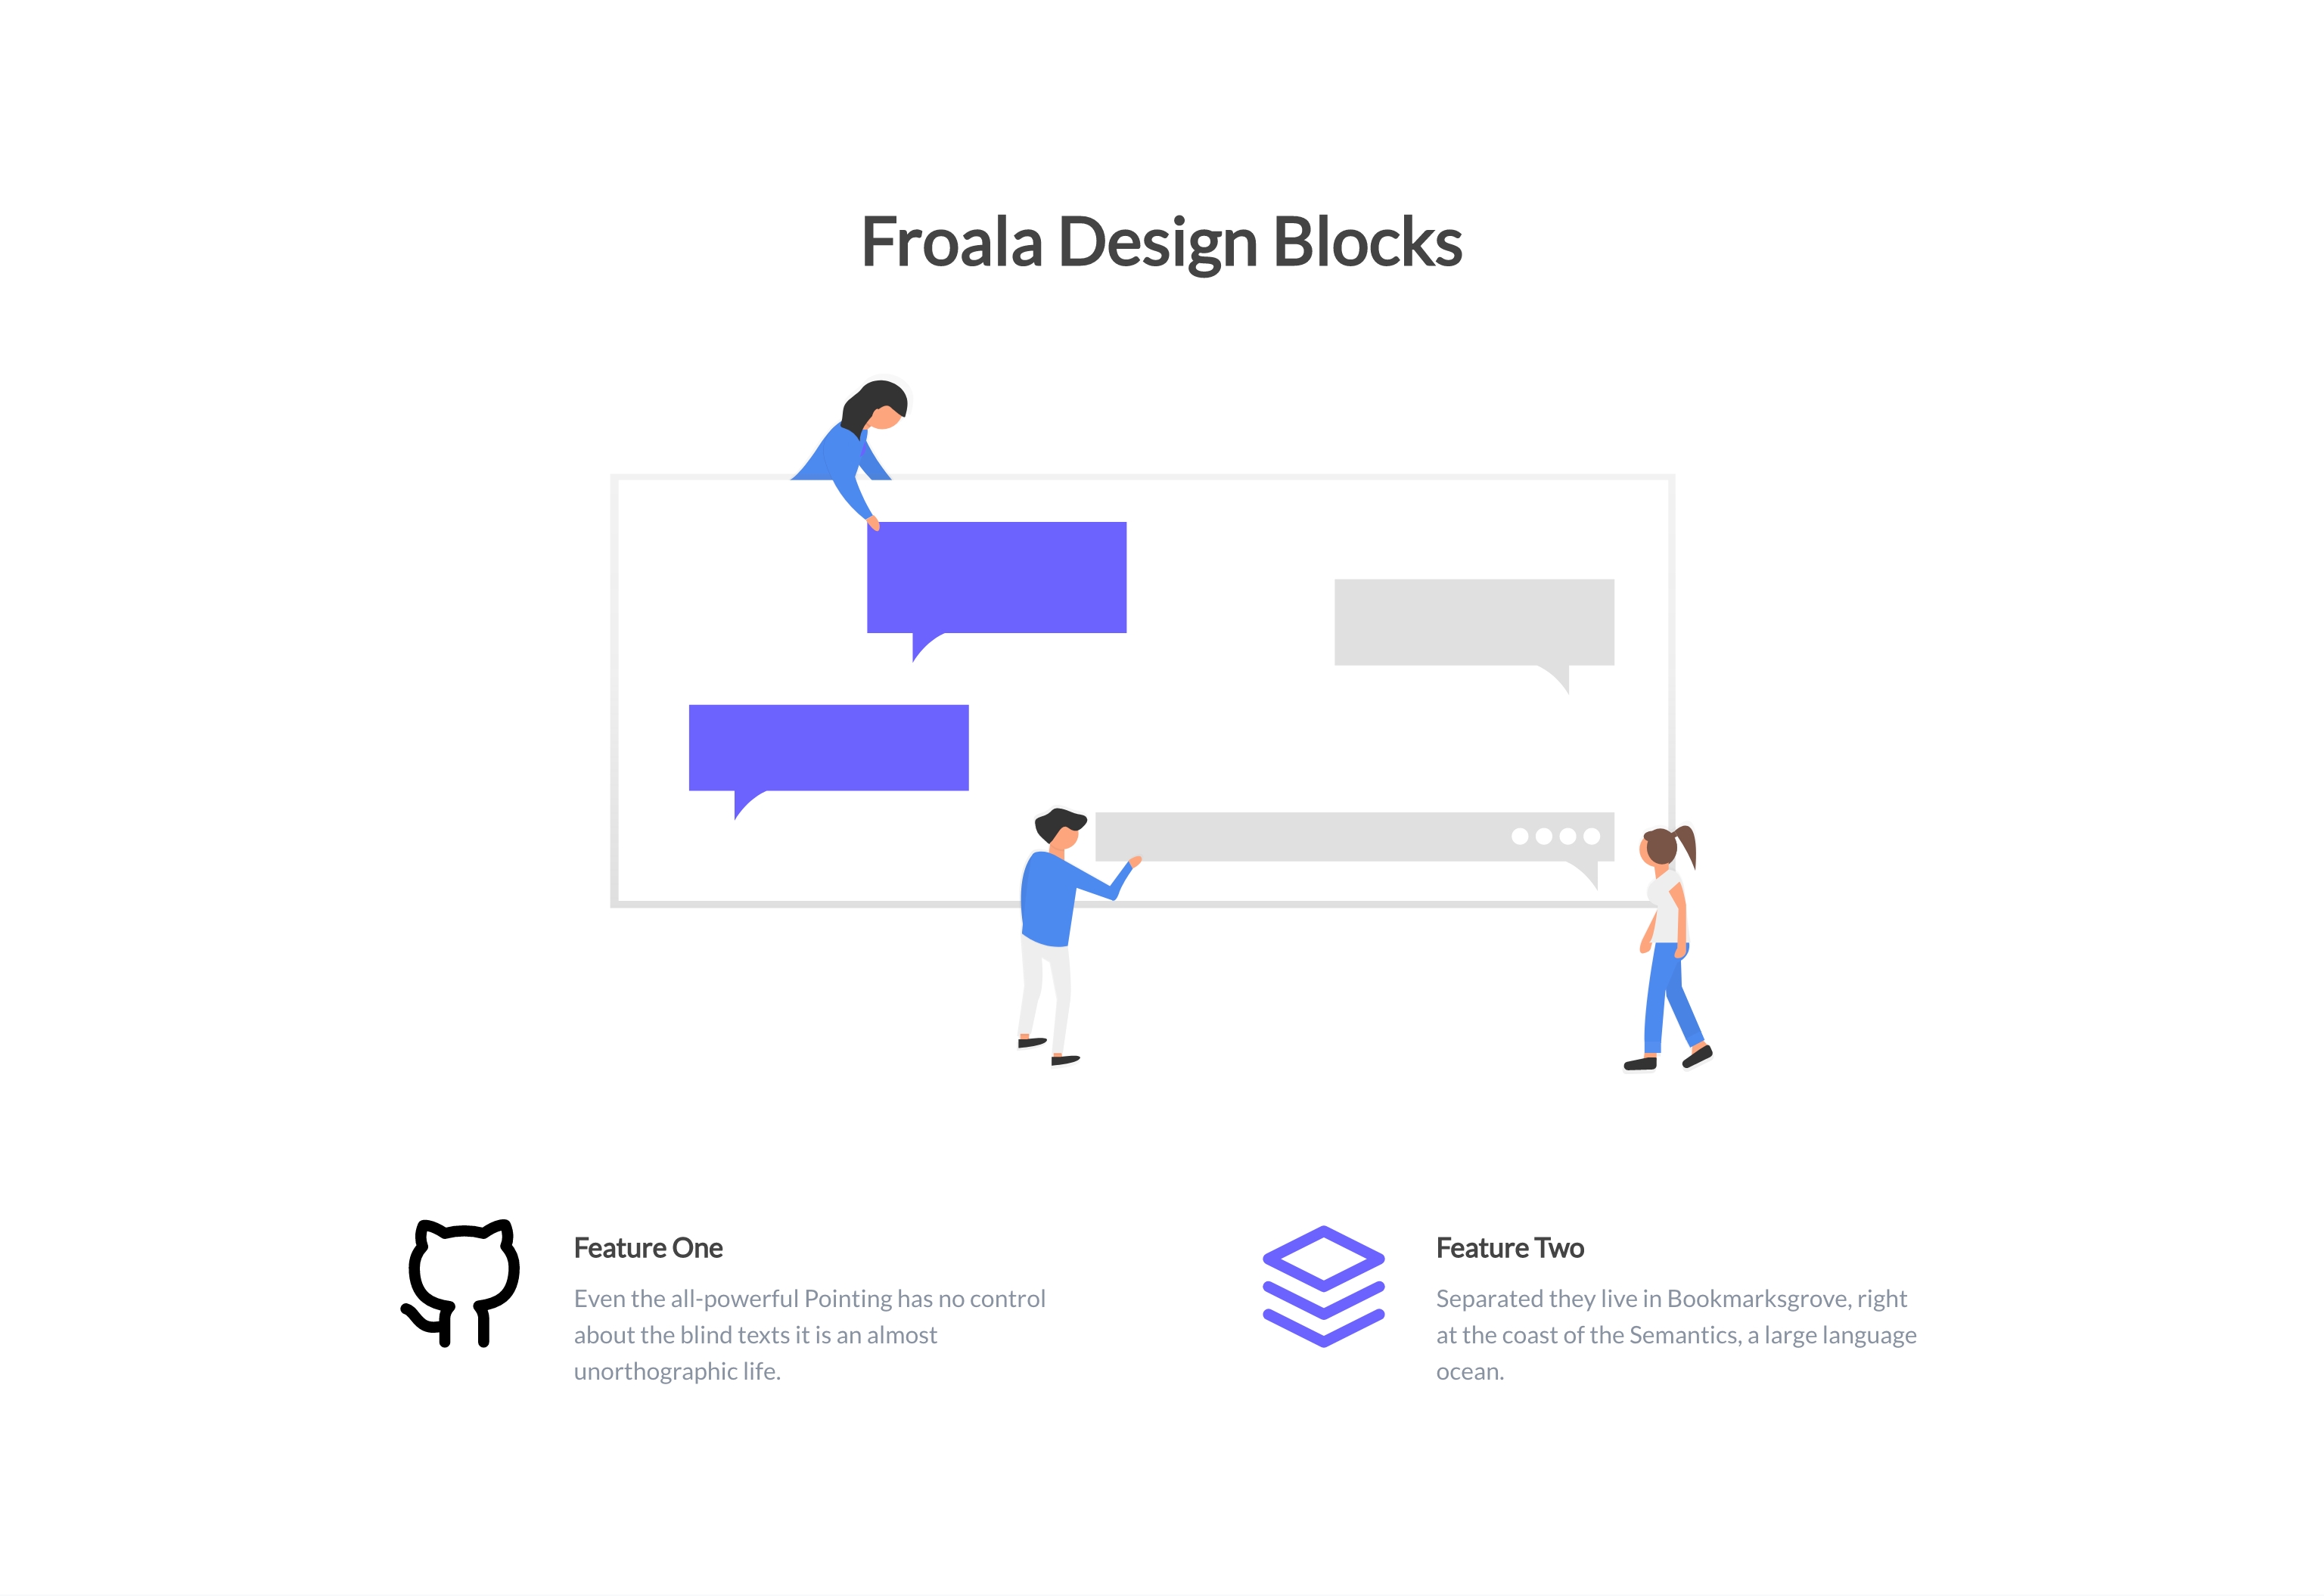 Froala Design Blocks
Feature One
Even the all-powerful Pointing has no control
about the blind texts it is an almost
unorthographic life.
Feature Two
Separated they live in Bookmarksgrove, right
at the coast of the Semantics, a large language
ocean.